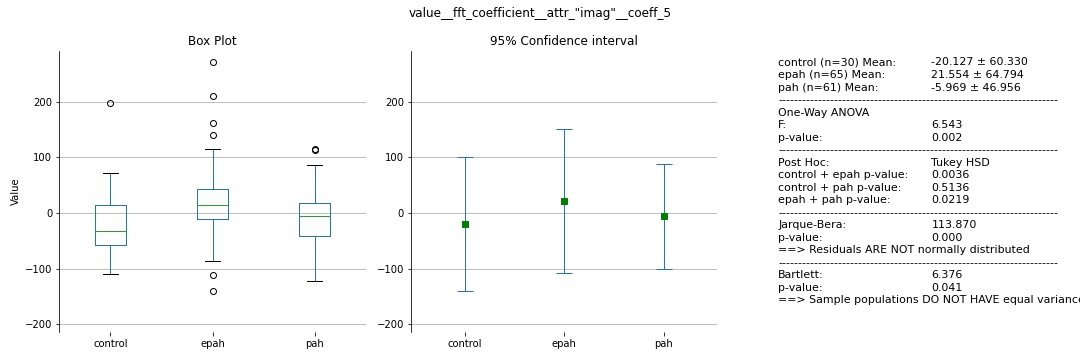 value__fft_coefficient__attr_"imag"__coeff_5
Box Plot
Value
200
100
0
−100
−200
control
epah
pah
95% Confidence interval
200
100
0
−100
−200
control
epah
pah
control (n=30) Mean: -20.127 ± 60.330
epah (n=65) Mean: 21.554 ± 64.794
pah (n=61) Mean: -5.969 ± 46.956
One-Way ANOVA
F: 6.543
p-value: 0.002
Post Hoc: Tukey HSD
control + epah p-value: 0.0036
control + pah p-value: 0.5136
epah + pah p-value: 0.0219
Jarque-Bera: 113.870
p-value: 0.000
==> Residuals ARE NOT normally distributed
Bartlett: 6.376
p-value: 0.041
==> Sample populations DO NOT HAVE equal variance